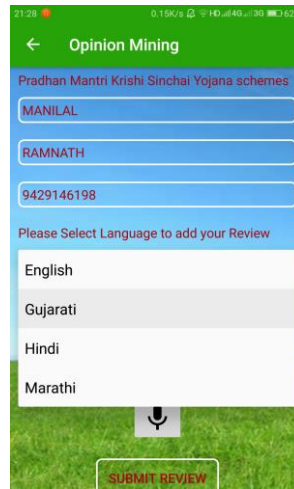 21:28 0.15K/s HD 4G 3G 62
Opinion Mining
Pradhan Mantri Krishi Sinchai Yojana schemes
MANILAL
RAMNATH
9429146198
Please Select Language to add your Review
English
Gujarati
Hindi
Marathi
SUBMIT REVIEW